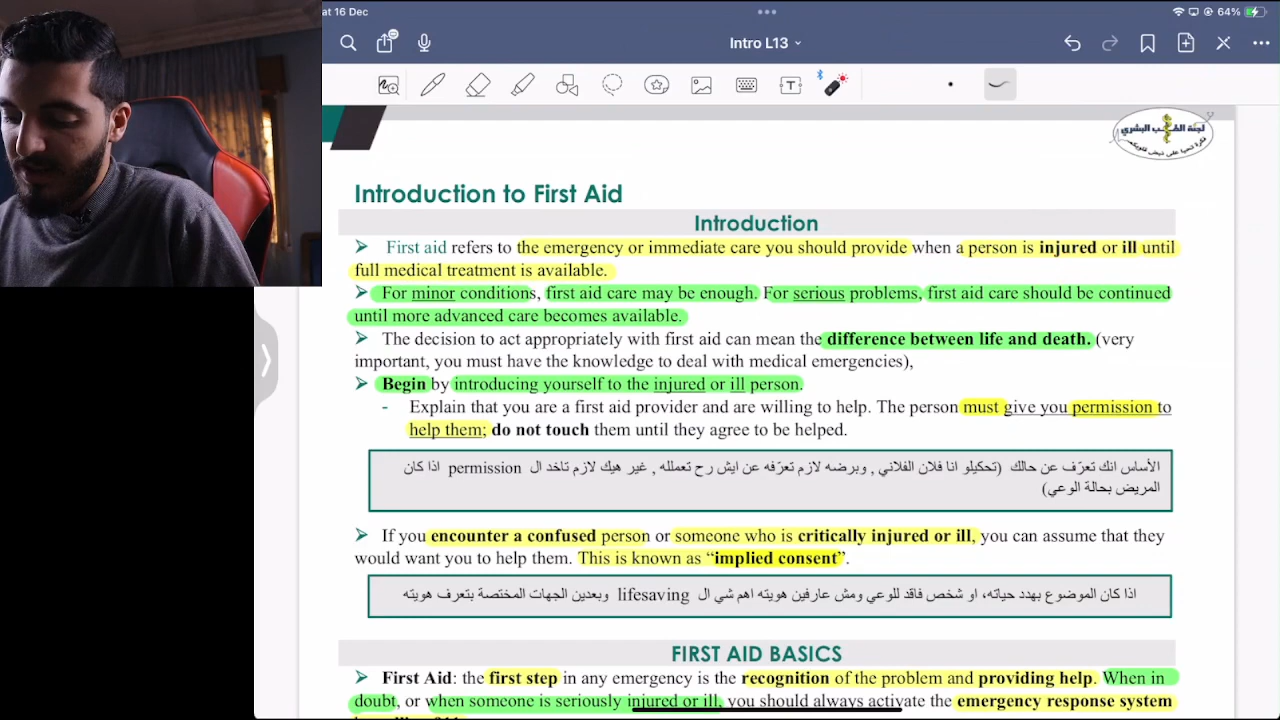 at 16 Dec
64%
Intro L13
لجنة الطب البشري
Introduction to First Aid
Introduction
➤ First aid refers to the emergency or immediate care you should provide when a person is injured or ill until
full medical treatment is available.
➤ For minor conditions, first aid care may be enough. For serious problems, first aid care should be continued
until more advanced care becomes available.
➤ The decision to act appropriately with first aid can mean the difference between life and death. (very
important, you must have the knowledge to deal with medical emergencies),
➤ Begin by introducing yourself to the injured or ill person.
- Explain that you are a first aid provider and are willing to help. The person must give you permission to
help them; do not touch them until they agree to be helped.
الأساس انك تعرّف عن حالك (تحكيلو انا فلان الفلاني , وبرضه لازم تعرّفه عن ايش رح تعملله , غير هيك لازم تاخد ال permission اذا كان
المريض بحالة الوعي)
➤ If you encounter a confused person or someone who is critically injured or ill, you can assume that they
would want you to help them. This is known as “implied consent”.
اذا كان الموضوع بهدد حياته، او شخص فاقد للوعي ومش عارفين هويته اهم شي ال lifesaving وبعدين الجهات المختصة بتعرف هويته
FIRST AID BASICS
➤ First Aid: the first step in any emergency is the recognition of the problem and providing help. When in
doubt, or when someone is seriously injured or ill, you should always activate the emergency response system